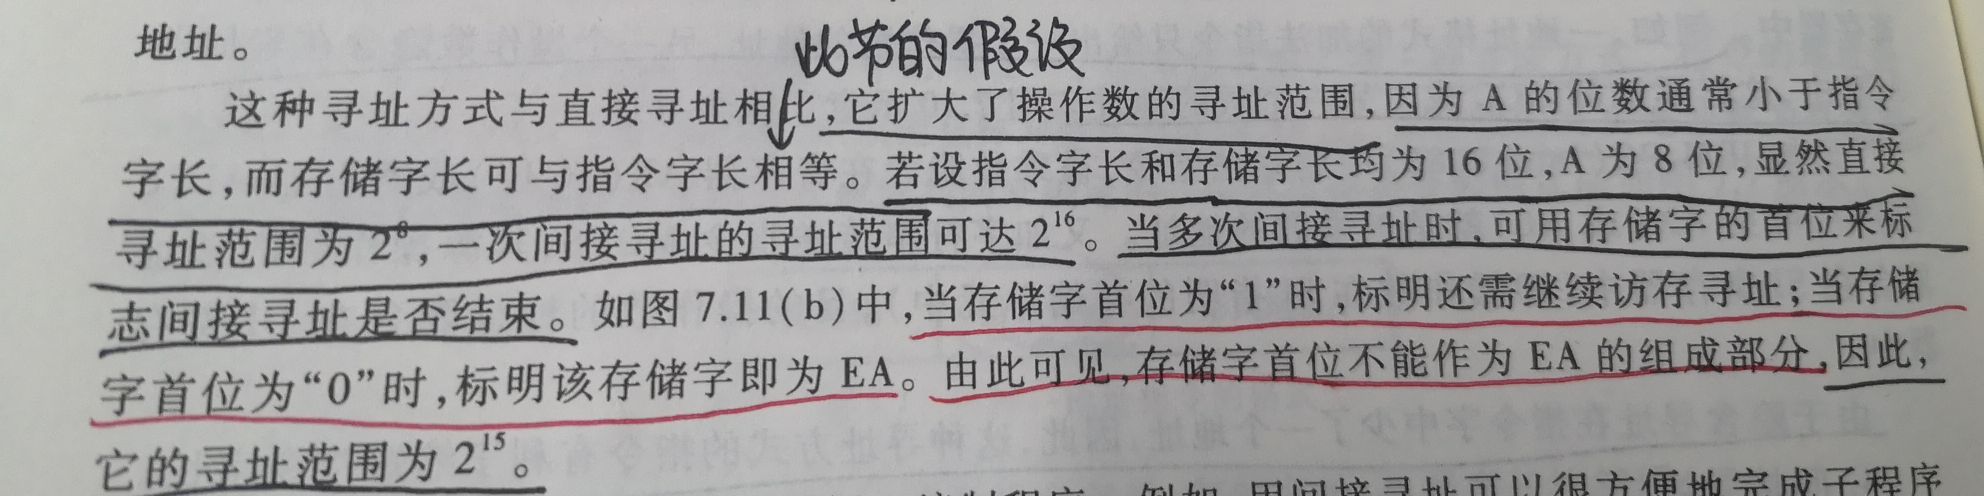 地址。
此节的假设
这种寻址方式与直接寻址相比,它扩大了操作数的寻址范围,因为 A 的位数通常小于指令
字长,而存储字长可与指令字长相等。若设指令字长和存储字长均为 16 位,A 为 8 位,显然直接
寻址范围为 2⁸,一次间接寻址的寻址范围可达 2¹⁶。当多次间接寻址时,可用存储字的首位来标
志间接寻址是否结束。如图 7.11(b)中,当存储字首位为“1”时,标明还需继续访存寻址;当存储
字首位为“0”时,标明该存储字即为 EA。由此可见,存储字首位不能作为 EA 的组成部分,因此,
它的寻址范围为 2¹⁵。
例如,用间接寻址可以很方便地完成子程序